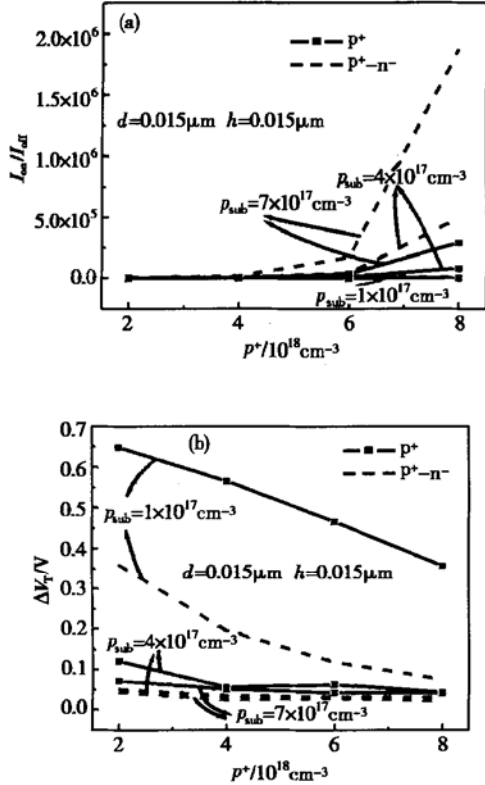 (a)
2.0×10⁶
1.5×10⁶
1.0×10⁶
5.0×10⁵
0.0
I_on/I_off
p⁺
p⁺−n⁻
d=0.015μm h=0.015μm
p_sub=4×10¹⁷cm⁻³
p_sub=7×10¹⁷cm⁻³
p_sub=1×10¹⁷cm⁻³
2 4 6 8
p⁺/10¹⁸cm⁻³
(b)
0.7
0.6
0.5
0.4
0.3
0.2
0.1
0.0
ΔV_T/V
p⁺
p⁺−n⁻
p_sub=1×10¹⁷cm⁻³
d=0.015μm h=0.015μm
p_sub=4×10¹⁷cm⁻³
p_sub=7×10¹⁷cm⁻³
2 4 6 8
p⁺/10¹⁸cm⁻³